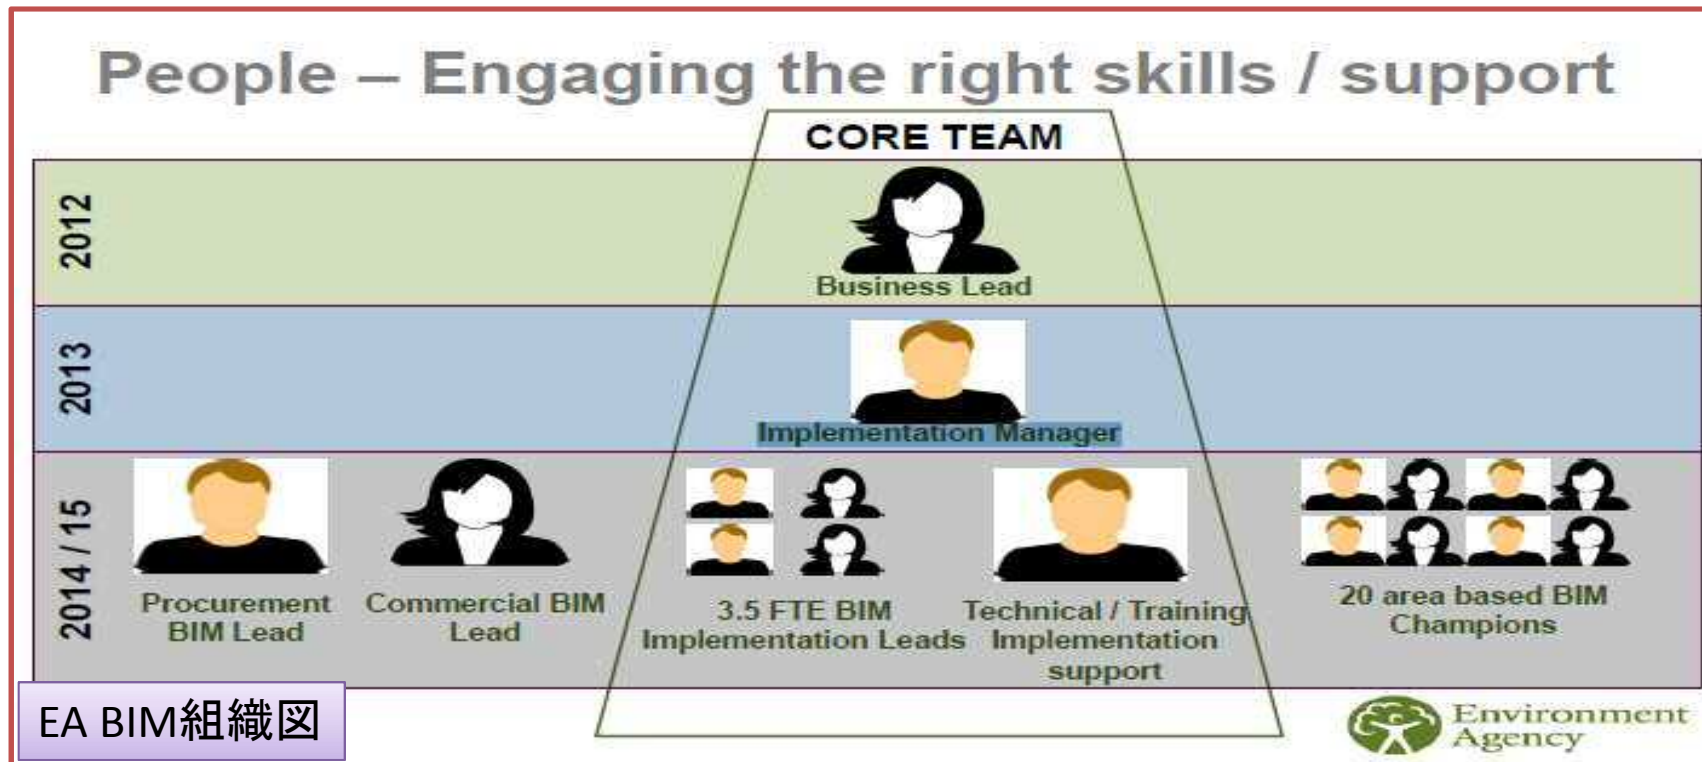 People – Engaging the right skills / support
CORE TEAM
2012
Business Lead
2013
Implementation Manager
2014 / 15
Procurement
BIM Lead
Commercial BIM
Lead
3.5 FTE BIM
Implementation Leads
Technical / Training
Implementation
support
20 area based BIM
Champions
EA BIM組織図
Environment
Agency